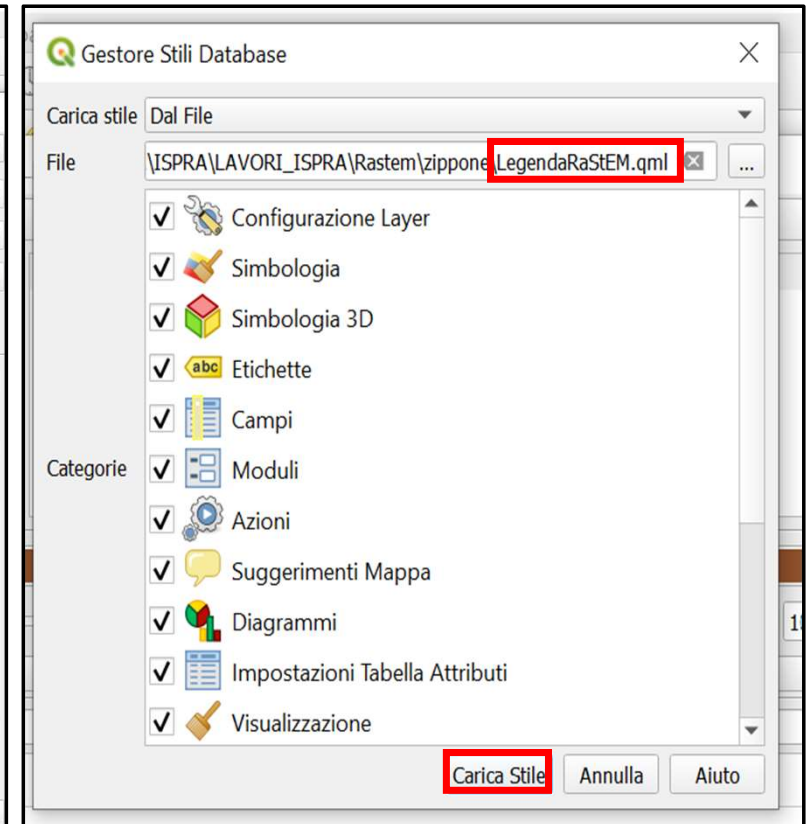 Gestore Stili Database
Carica stile Dal File
File \ISPRA\LAVORI_ISPRA\Rastem\zippone\LegendaRaStEM.qml ...
Configurazione Layer
Simbologia
Simbologia 3D
abc Etichette
Campi
Categorie Moduli
Azioni
Suggerimenti Mappa
Diagrammi
Impostazioni Tabella Attributi
Visualizzazione
Carica Stile Annulla Aiuto